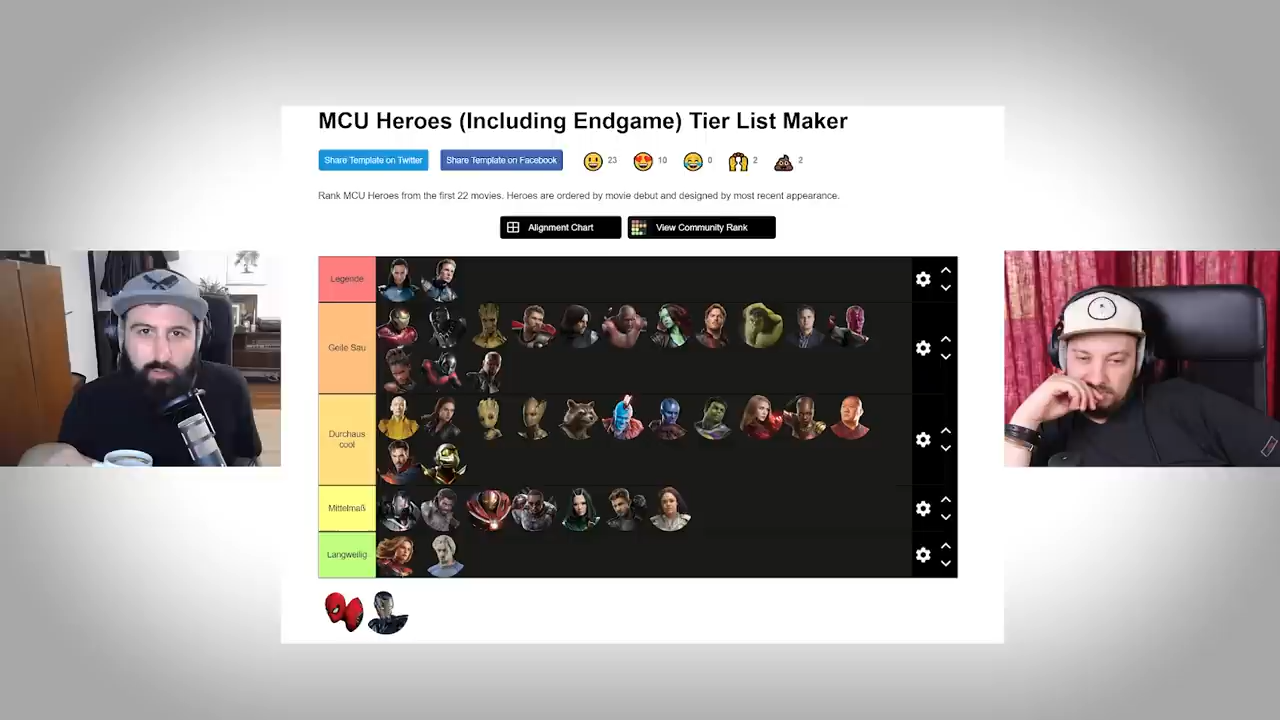 MCU Heroes (Including Endgame) Tier List Maker
Share Template on Twitter
Share Template on Facebook
23
10
0
2
2
Rank MCU Heroes from the first 22 movies. Heroes are ordered by movie debut and designed by most recent appearance.
Alignment Chart
View Community Rank
Legende
Geile Sau
Durchaus
cool
Mittelmaß
Langweilig